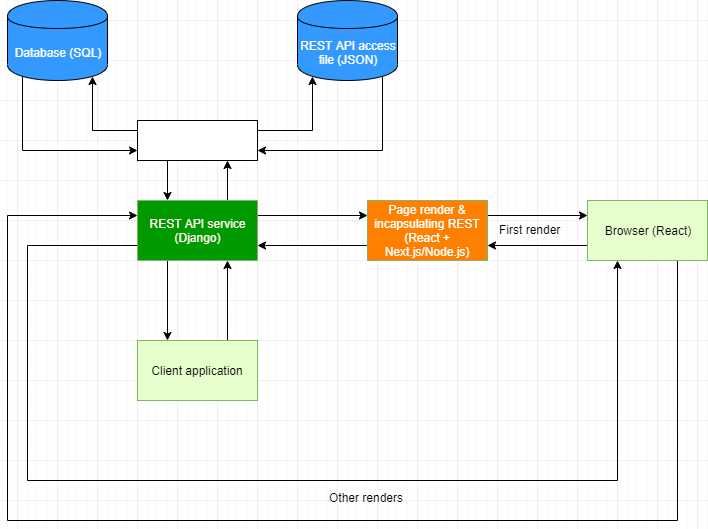 Database (SQL)
REST API access
file (JSON)
REST API service
(Django)
Page render &
incapsulating REST
(React +
Next.js/Node.js)
First render
Browser (React)
Client application
Other renders